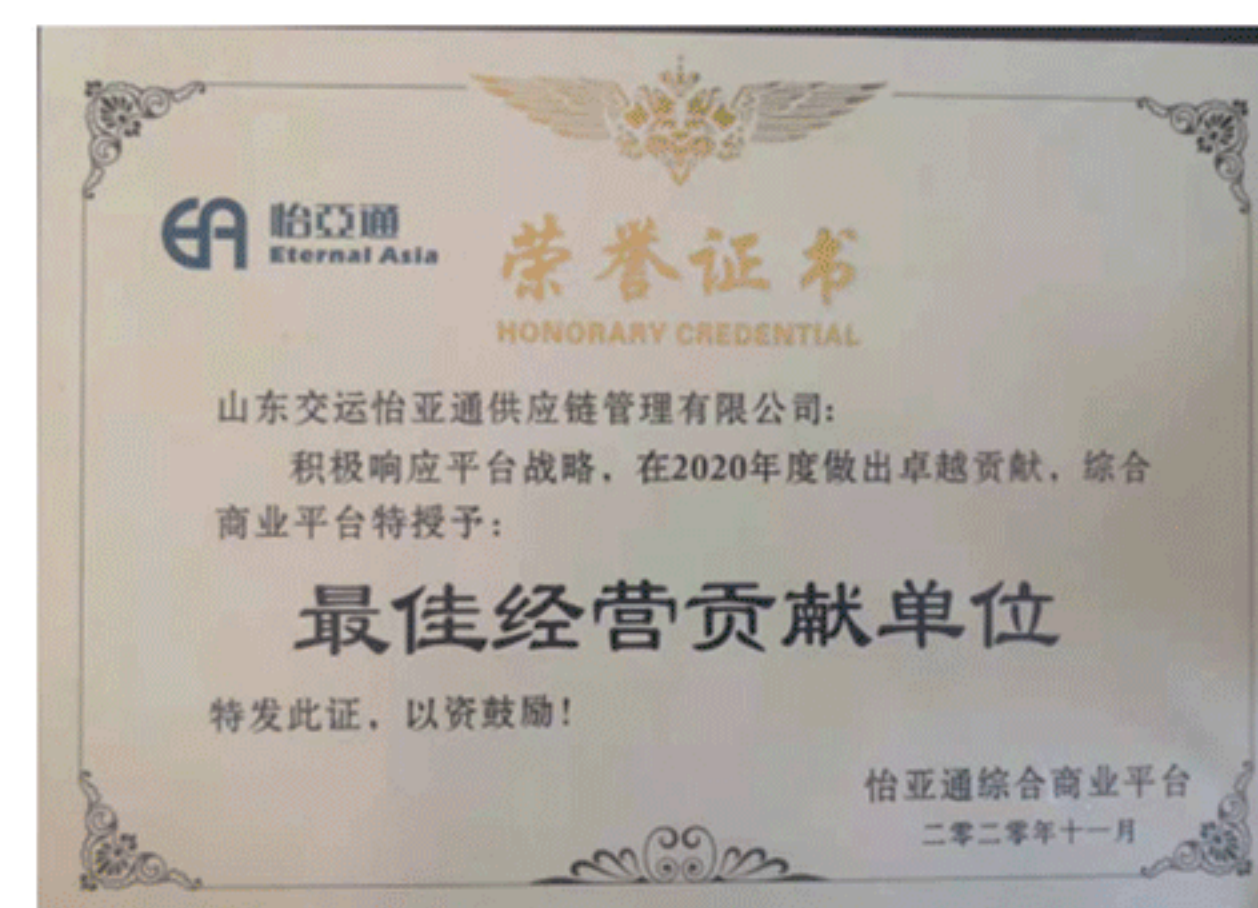 怡亞通
Eternal Asia
荣誉证书
HONORARY CREDENTIAL
山东交运怡亚通供应链管理有限公司:
积极响应平台战略,在2020年度做出卓越贡献,综合
商业平台特授予:
最佳经营贡献单位
特发此证,以资鼓励!
怡亚通综合商业平台
二零二零年十一月